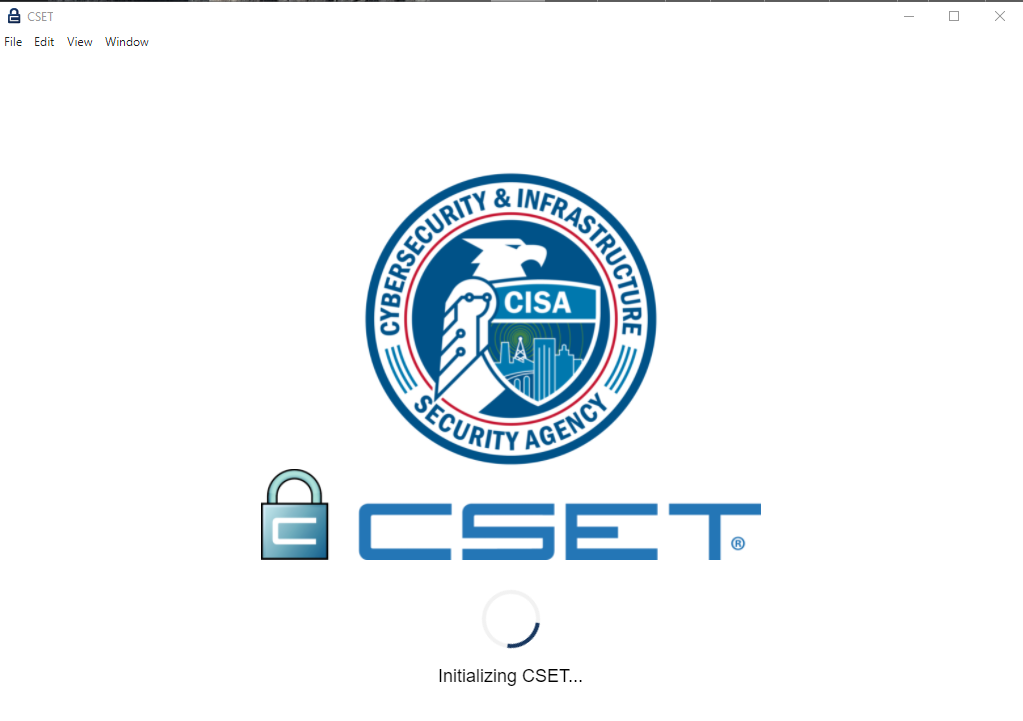 CSET
File Edit View Window
CYBERSECURITY & INFRASTRUCTURE
CISA
SECURITY AGENCY
C CSET®
Initializing CSET...